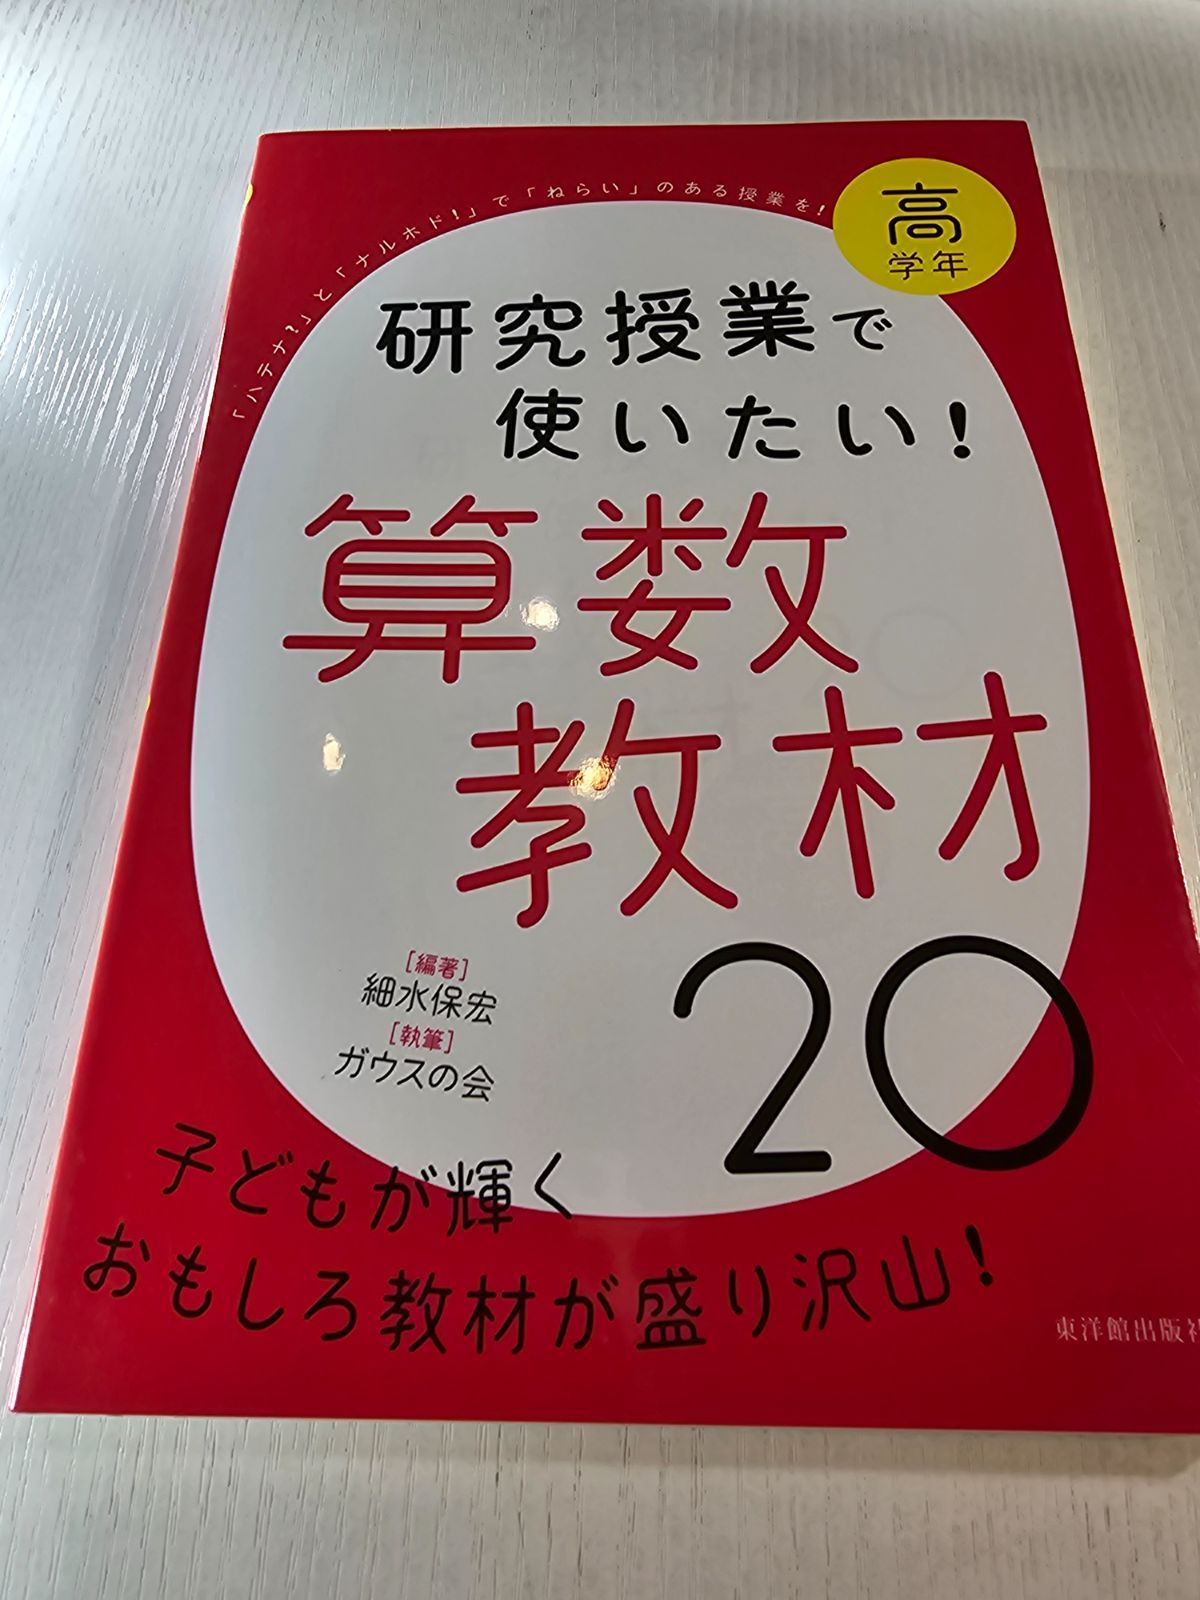 「ハテナ?」と「ナルホド!」で「ねらい」のある授業を!
高
学年
研究授業で
使いたい!
算数
教材
20
[編著]
細水保宏
[執筆]
ガウスの会
子どもが輝く
おもしろ教材が盛り沢山!
東洋館出版社